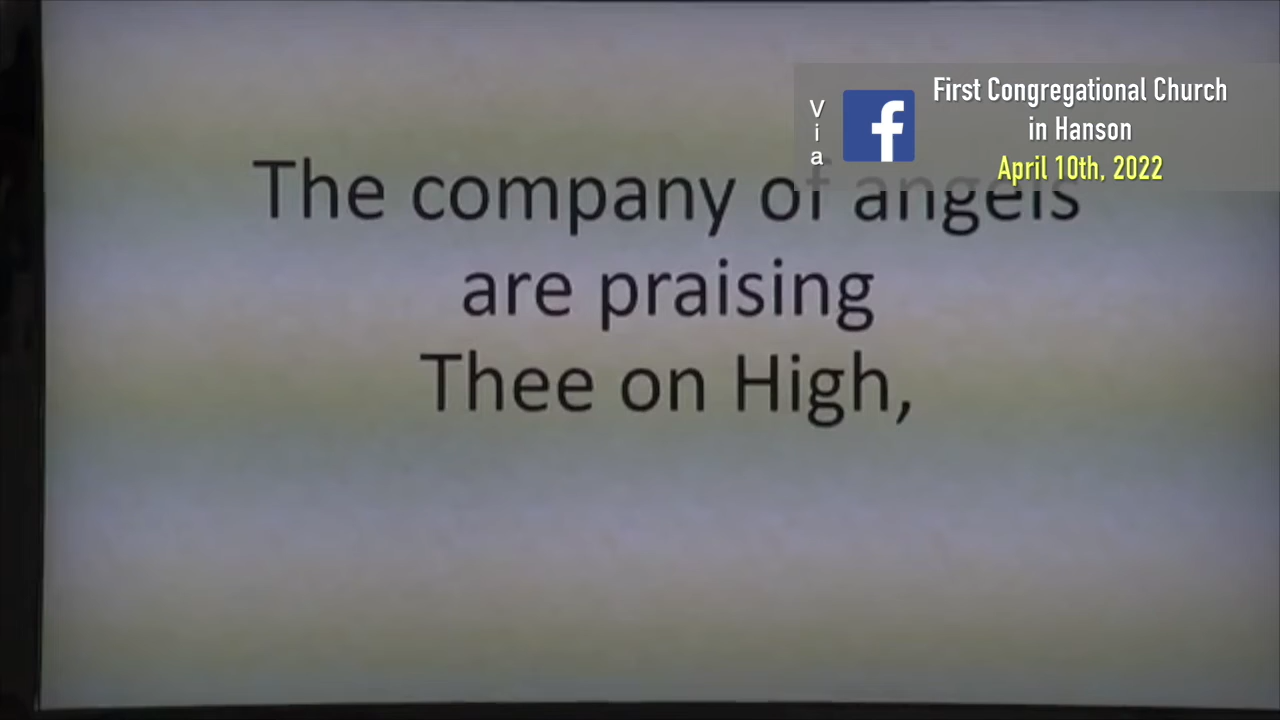 Via
First Congregational Church
in Hanson
April 10th, 2022
The company of angels
are praising
Thee on High,